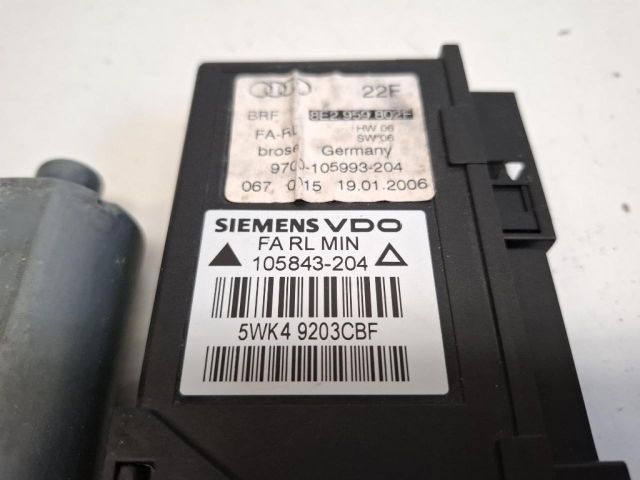 22F
BRF 8E2 959 802E
HW 06
FA-RL SW 06
brose Germany
105993-204
067 19.01.2006
SIEMENS VDO
FA RL MIN
105843-204
5WK4 9203CBF